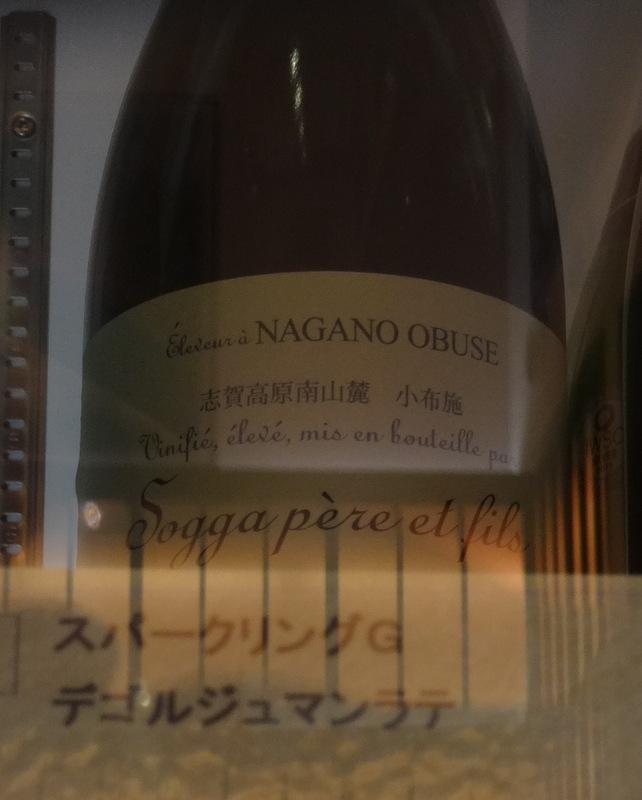 Éleveur à NAGANO OBUSE
志賀高原南山麓 小布施
Vinifié, élevé, mis en bouteille pa
Sogga père et fils
スパークリングG
デゴルジュマンラテ